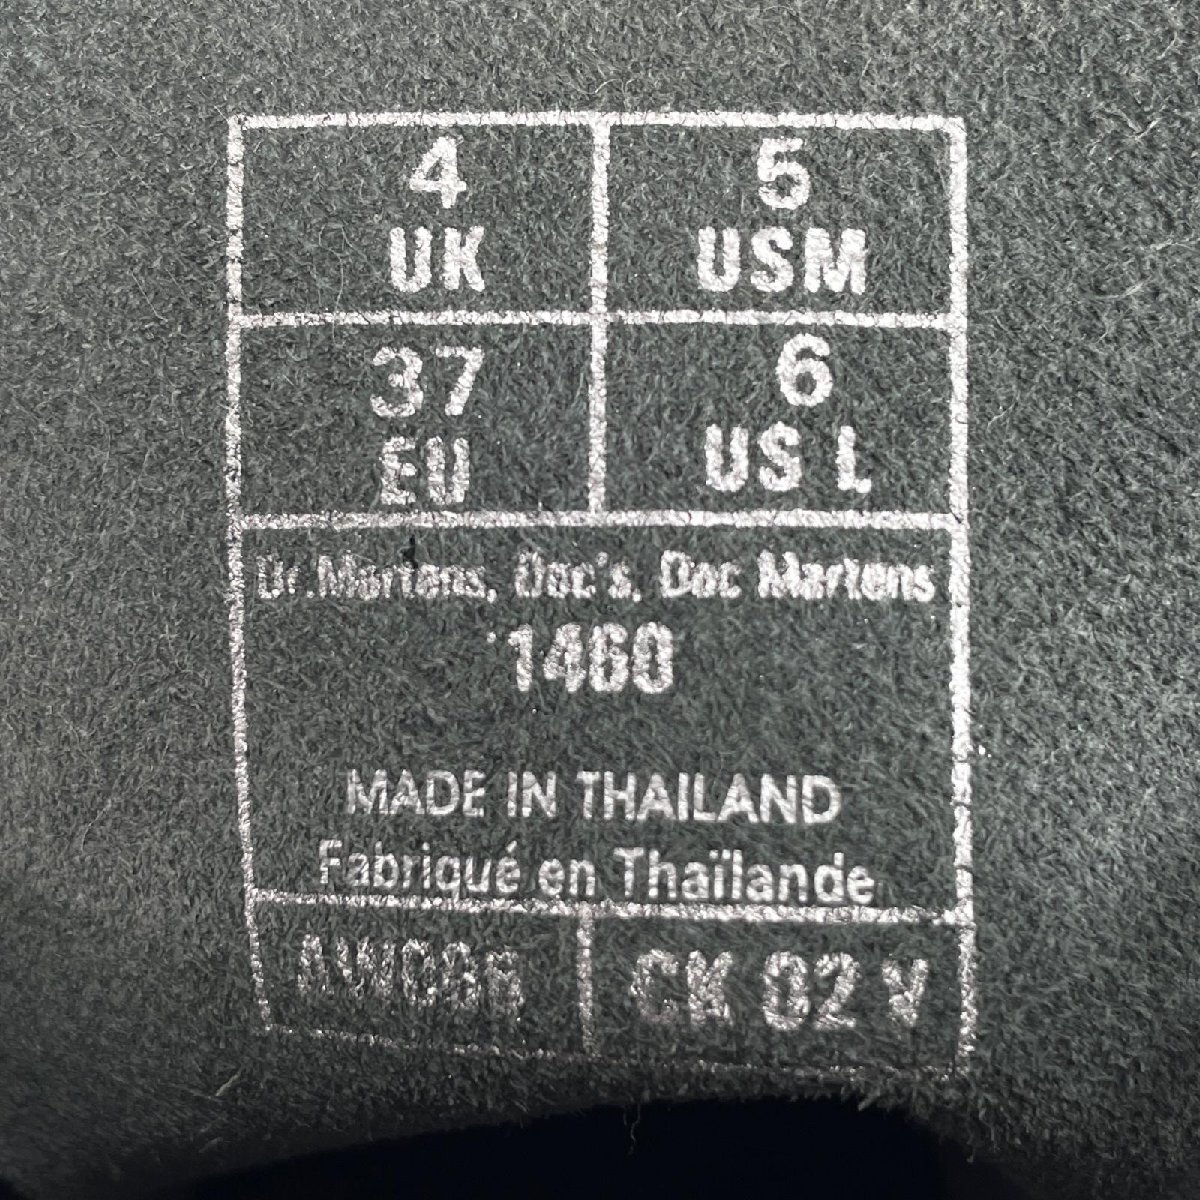 4
UK
5
USM
37
EU
6
US L
Dr.Martens, Doc's, Doc Martens
1460
MADE IN THAILAND
Fabriqué en Thaïlande
CK 02 V